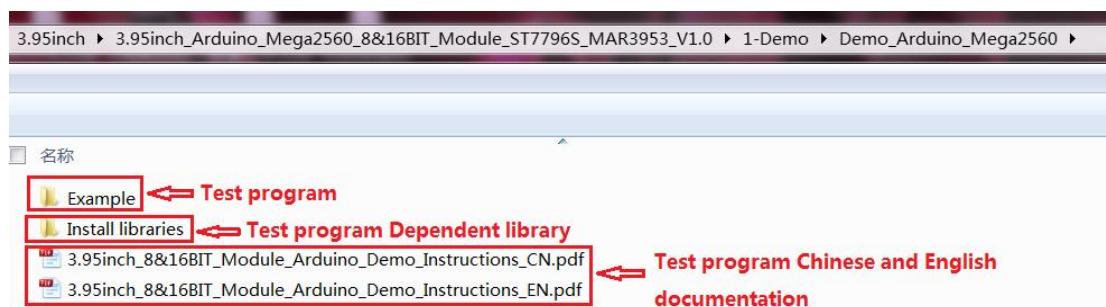 3.95inch ▸ 3.95inch_Arduino_Mega2560_8&16BIT_Module_ST7796S_MAR3953_V1.0 ▸ 1-Demo ▸ Demo_Arduino_Mega2560 ▸
名称
Example Test program
Install libraries Test program Dependent library
3.95inch_8&16BIT_Module_Arduino_Demo_Instructions_CN.pdf
3.95inch_8&16BIT_Module_Arduino_Demo_Instructions_EN.pdf
Test program Chinese and English
documentation